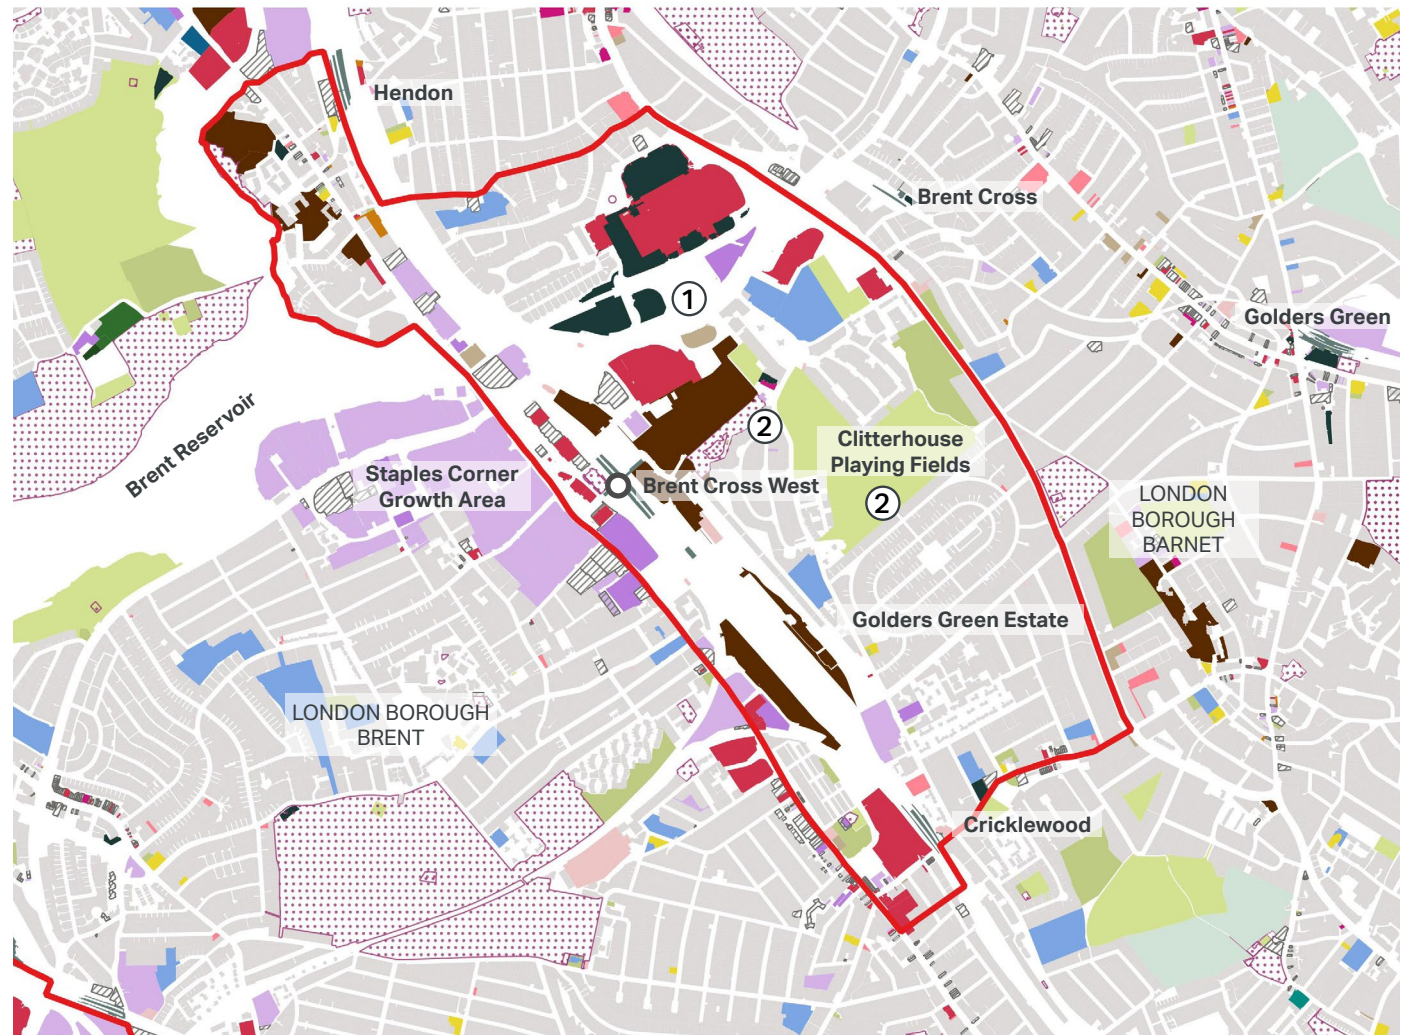 Hendon
Brent Cross
1
Golders Green
Brent Reservoir
2
Clitterhouse
Playing Fields
2
Staples Corner
Growth Area
Brent Cross West
LONDON
BOROUGH
BARNET
Golders Green Estate
LONDON BOROUGH
BRENT
Cricklewood